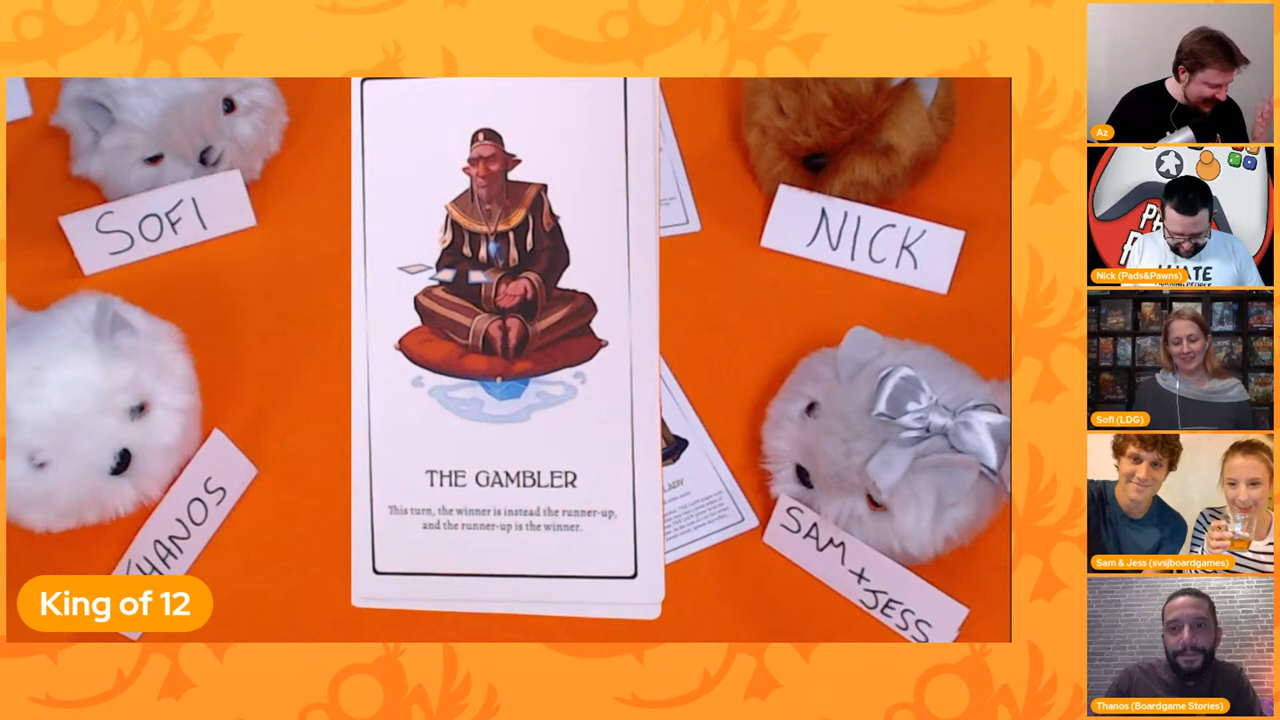 SOFI
NICK
THE GAMBLER
This turn, the winner is instead the runner-up,
and the runner-up is the winner.
LADY
THANOS
SAM + JESS
King of 12
Az
Nick (Pads&Pawns)
Sofi (LDG)
Sam & Jess (svsjboardgames)
Thanos (Boardgame Stories)